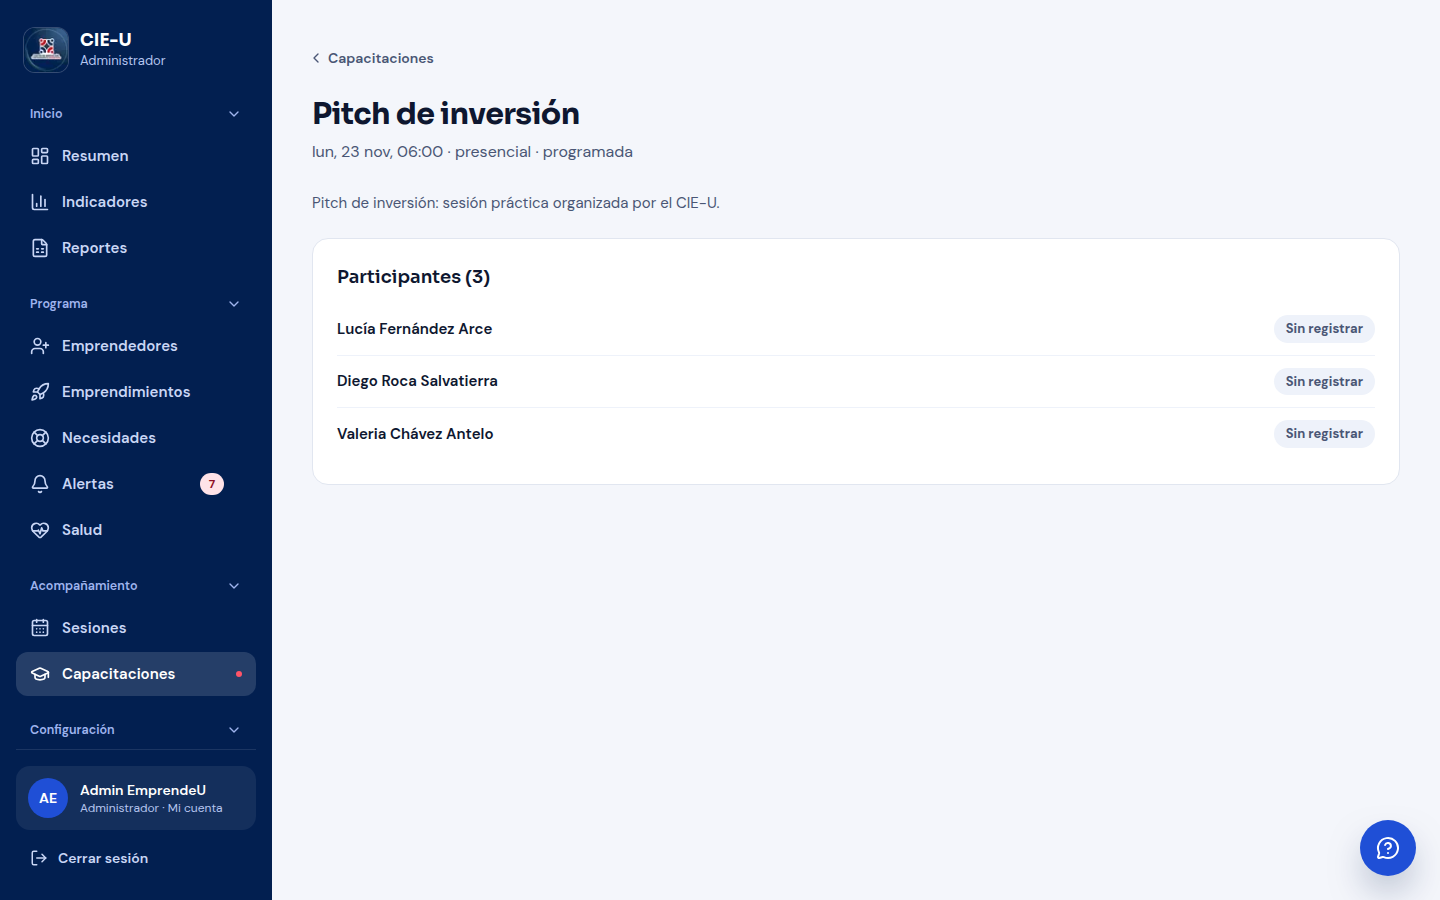 CIE-U
Administrador
Inicio
Resumen
Indicadores
Reportes
Programa
Emprendedores
Emprendimientos
Necesidades
Alertas 7
Salud
Acompañamiento
Sesiones
Capacitaciones
Configuración
AE
Admin EmprendeU
Administrador · Mi cuenta
Cerrar sesión
Capacitaciones
Pitch de inversión
lun, 23 nov, 06:00 · presencial · programada
Pitch de inversión: sesión práctica organizada por el CIE-U.
Participantes (3)
Lucía Fernández Arce Sin registrar
Diego Roca Salvatierra Sin registrar
Valeria Chávez Antelo Sin registrar